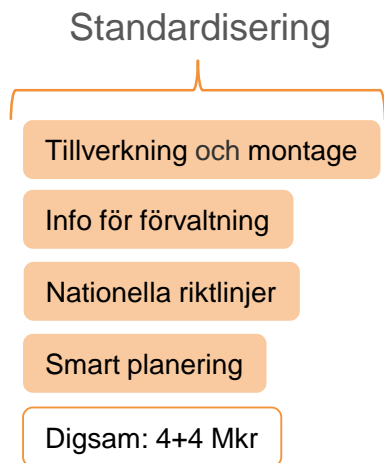 Standardisering
Tillverkning och montage
Info för förvaltning
Nationella riktlinjer
Smart planering
Digsam: 4+4 Mkr